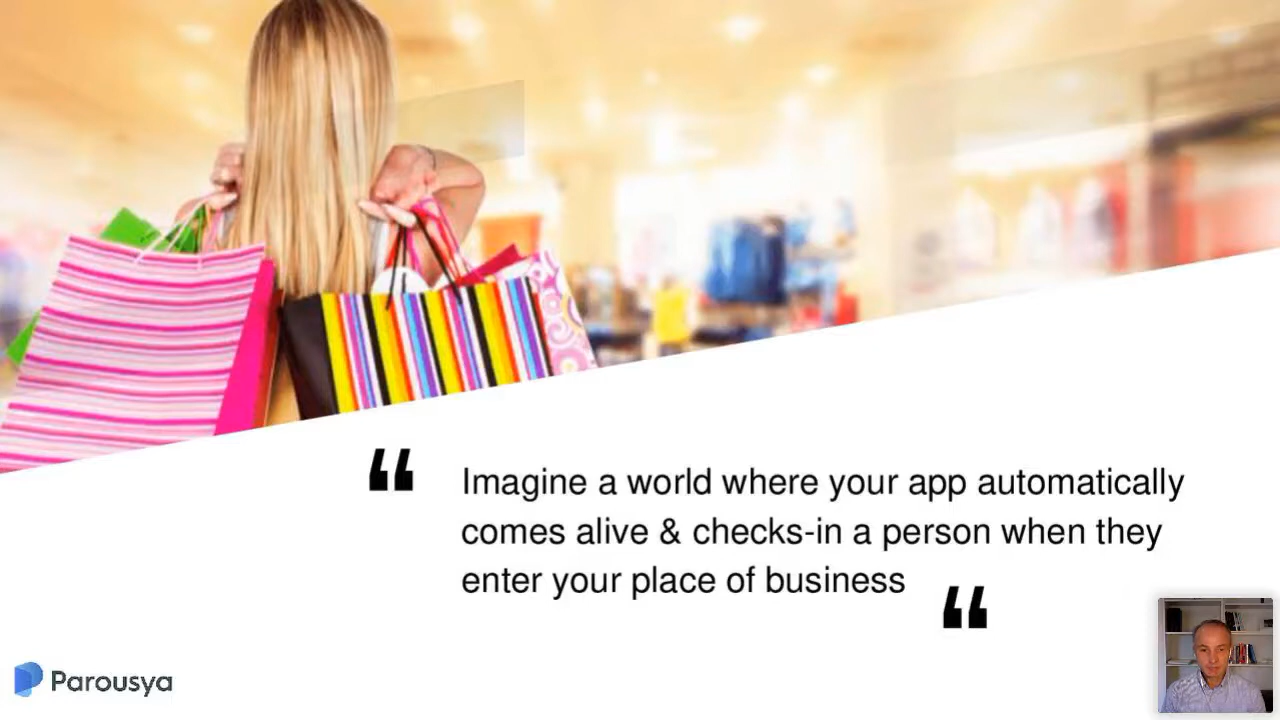 “
Imagine a world where your app automatically
comes alive & checks-in a person when they
enter your place of business
“
Parousya